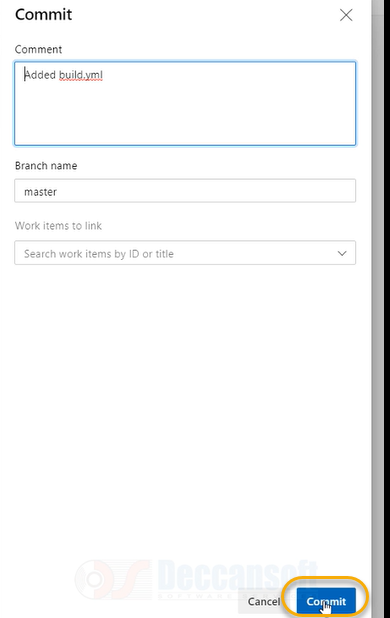 Commit
Comment
Added build.yml
Branch name
master
Work items to link
Search work items by ID or title
Deccansoft
Cancel
Commit